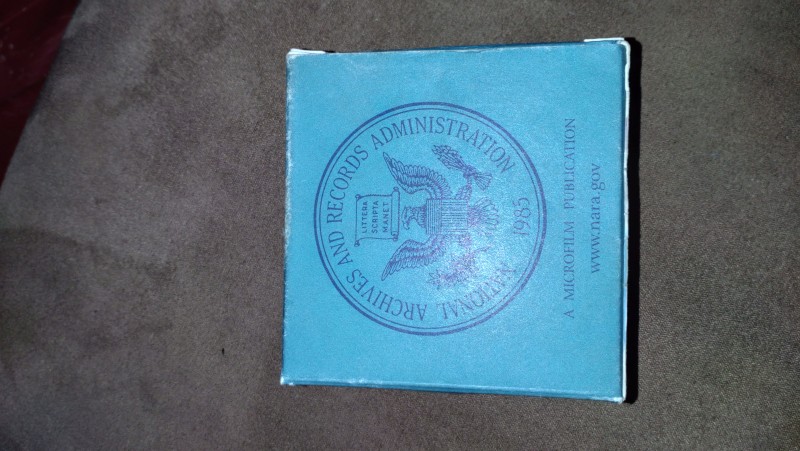 NATIONAL ARCHIVES AND RECORDS ADMINISTRATION
LITTERA
SCRIPTA
MANET
1985
A MICROFILM PUBLICATION
www.nara.gov